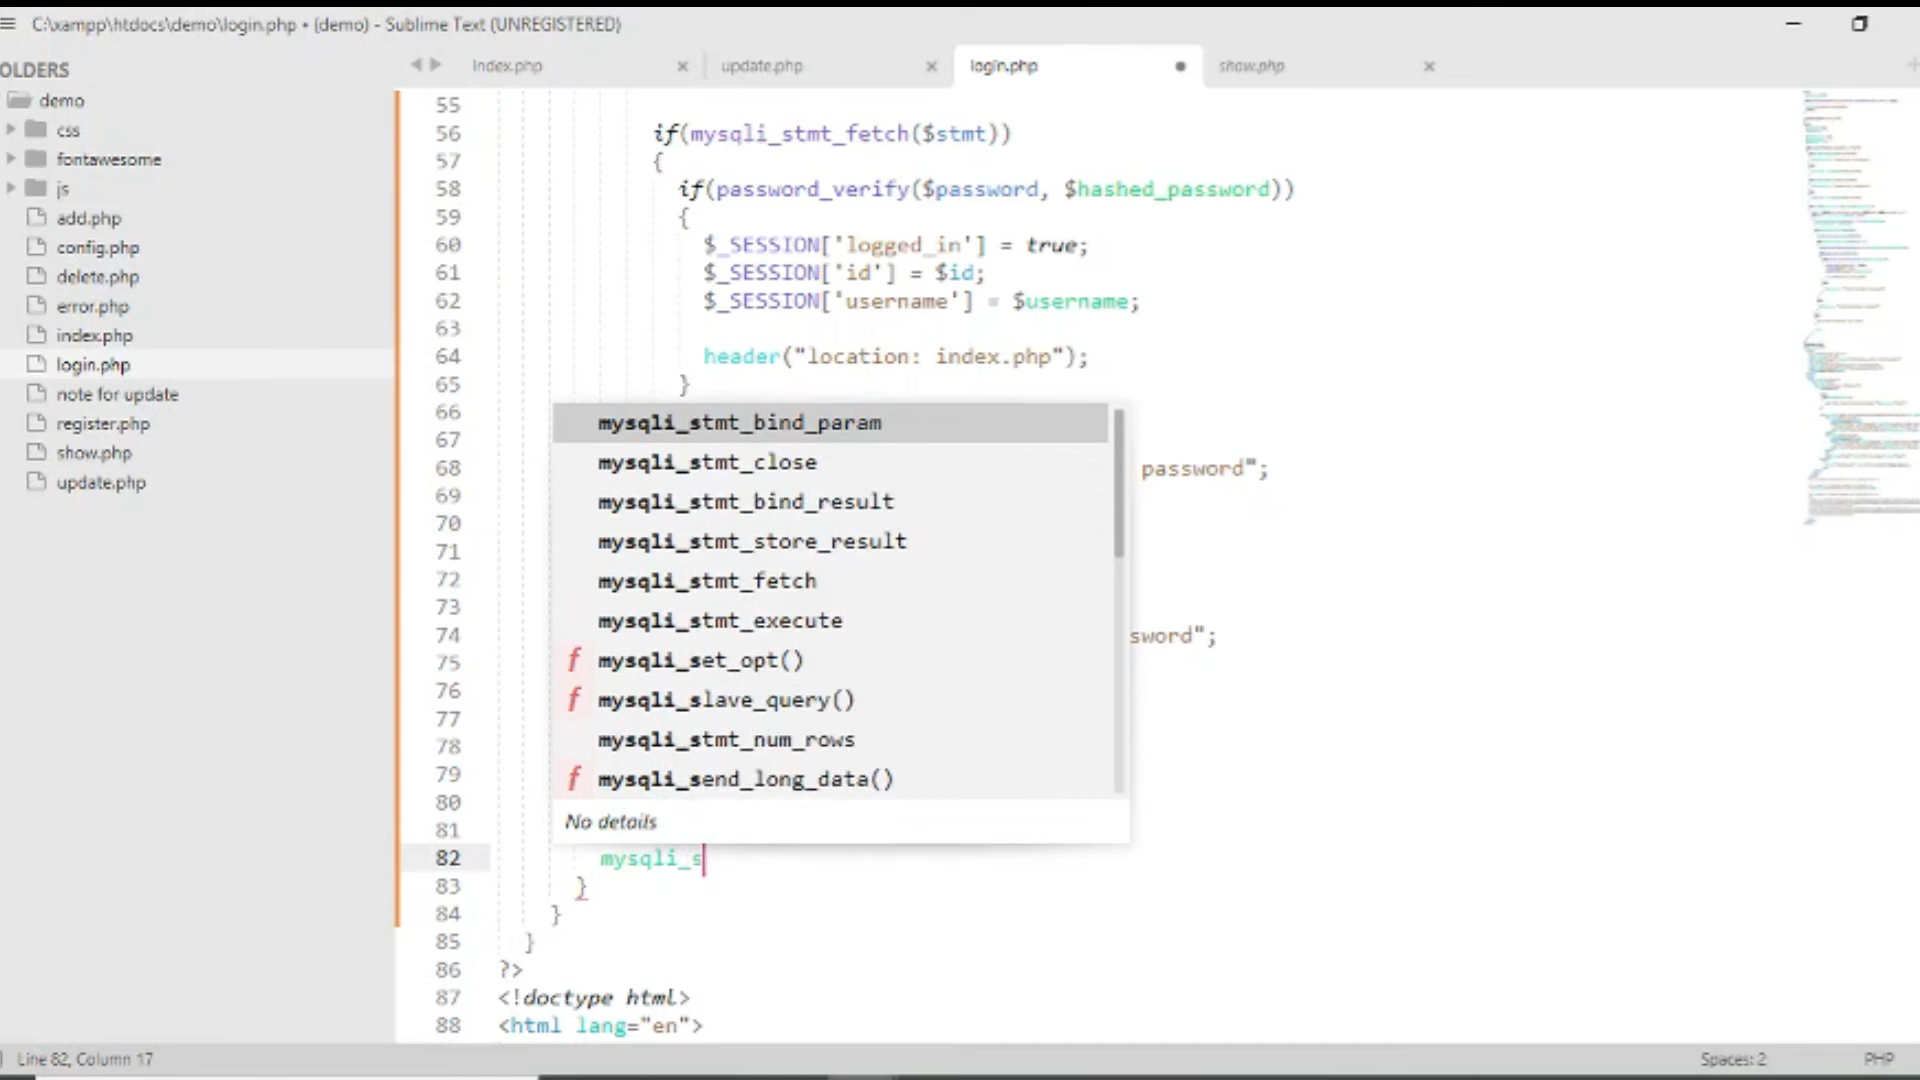 C:\xampp\htdocs\demo\login.php • (demo) - Sublime Text (UNREGISTERED)
OLDERS
demo
css
fontawesome
js
add.php
config.php
delete.php
error.php
index.php
login.php
note for update
register.php
show.php
update.php
index.php
update.php
login.php
show.php
55
56 if(mysqli_stmt_fetch($stmt))
57 {
58 if(password_verify($password, $hashed_password))
59 {
60 $_SESSION['logged_in'] = true;
61 $_SESSION['id'] = $id;
62 $_SESSION['username'] = $username;
63
64 header("location: index.php");
65 }
66
67
68 password";
69
70
71
72
73
74 sword";
75
76
77
78
79
80
81
mysqli_stmt_bind_param
mysqli_stmt_close
mysqli_stmt_bind_result
mysqli_stmt_store_result
mysqli_stmt_fetch
mysqli_stmt_execute
f mysqli_set_opt()
f mysqli_slave_query()
mysqli_stmt_num_rows
f mysqli_send_long_data()
No details
82 mysqli_s
83 }
84 }
85 }
86 ?>
87 <!doctype html>
88 <html lang="en">
Line 82, Column 17
Spaces: 2
PHP